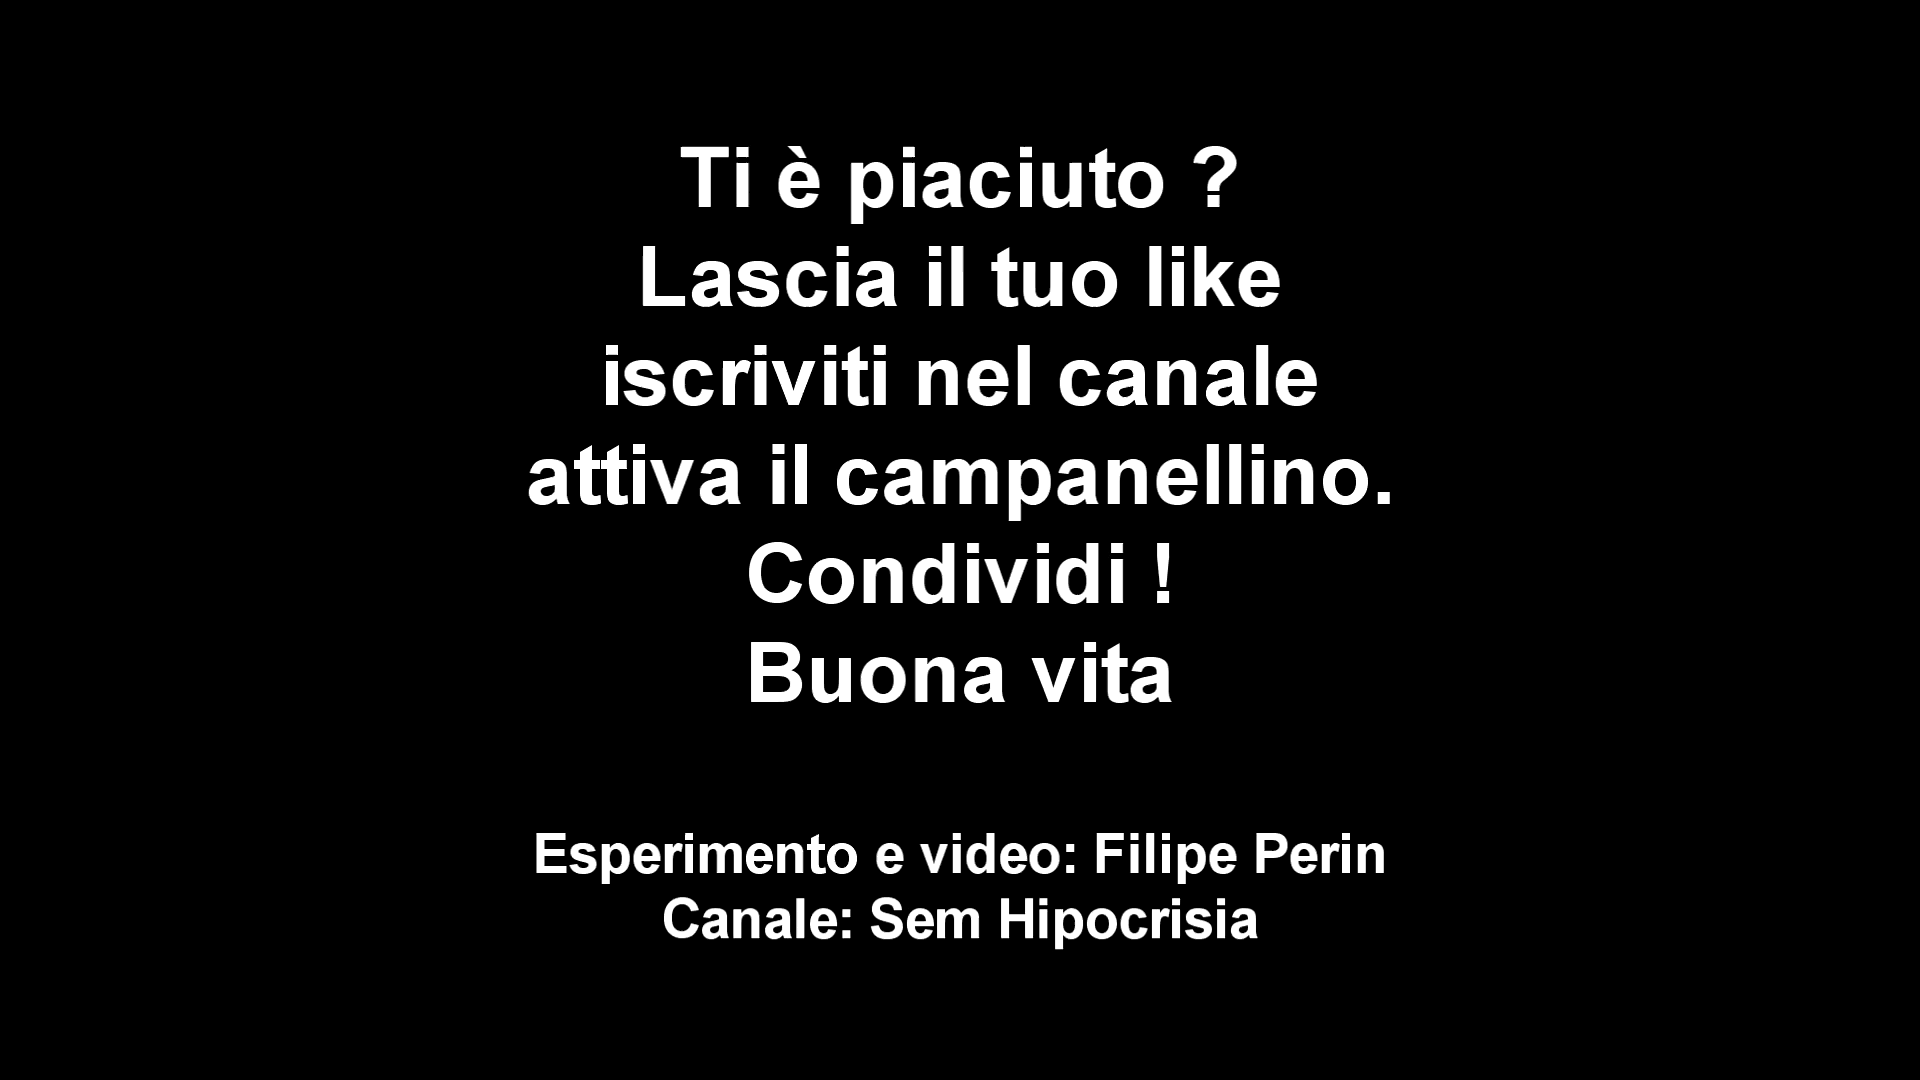 Ti è piaciuto ?
Lascia il tuo like
iscriviti nel canale
attiva il campanellino.
Condividi !
Buona vita
Esperimento e video: Filipe Perin
Canale: Sem Hipocrisia